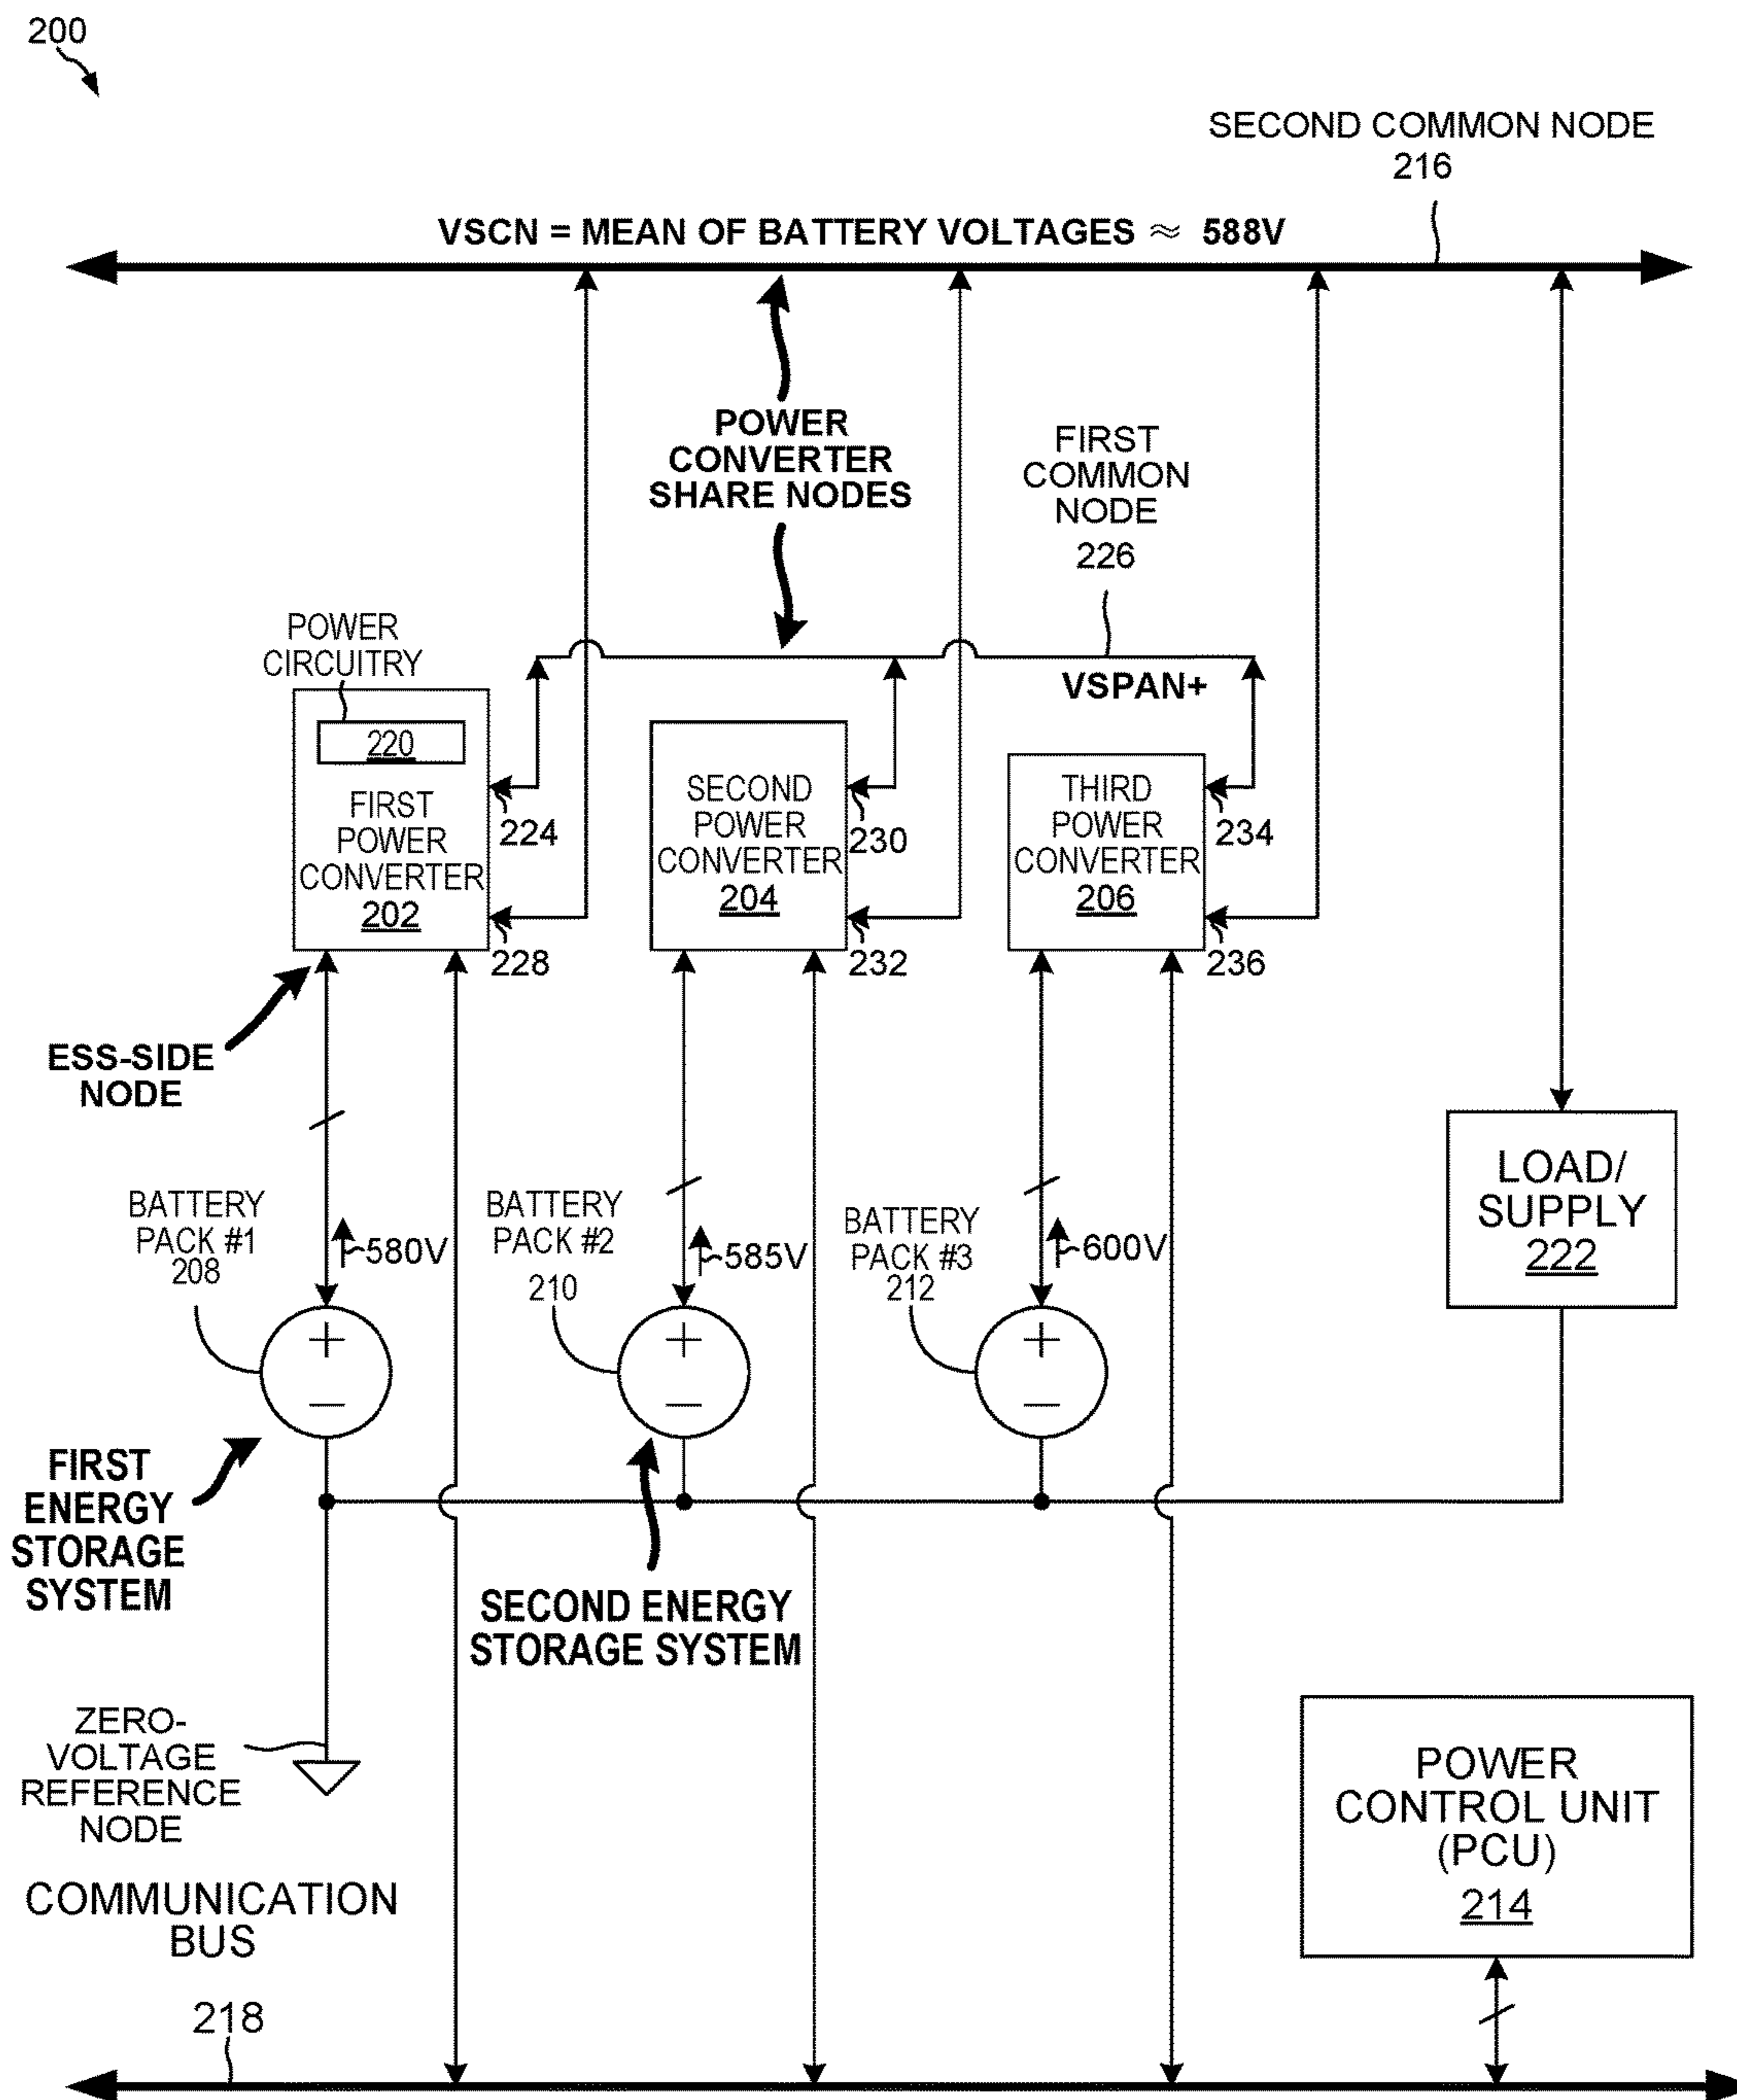 200
SECOND COMMON NODE
216
VSCN = MEAN OF BATTERY VOLTAGES ≈ 588V
POWER
CONVERTER
SHARE NODES
FIRST
COMMON
NODE
226
VSPAN+
POWER
CIRCUITRY
220
FIRST
POWER
CONVERTER
202
224
228
SECOND
POWER
CONVERTER
204
230
232
THIRD
POWER
CONVERTER
206
234
236
ESS-SIDE
NODE
BATTERY
PACK #1
208
580V
BATTERY
PACK #2
210
585V
BATTERY
PACK #3
212
600V
LOAD/
SUPPLY
222
+
−
+
−
+
−
FIRST
ENERGY
STORAGE
SYSTEM
SECOND ENERGY
STORAGE SYSTEM
ZERO-
VOLTAGE
REFERENCE
NODE
POWER
CONTROL UNIT
(PCU)
214
COMMUNICATION
BUS
218